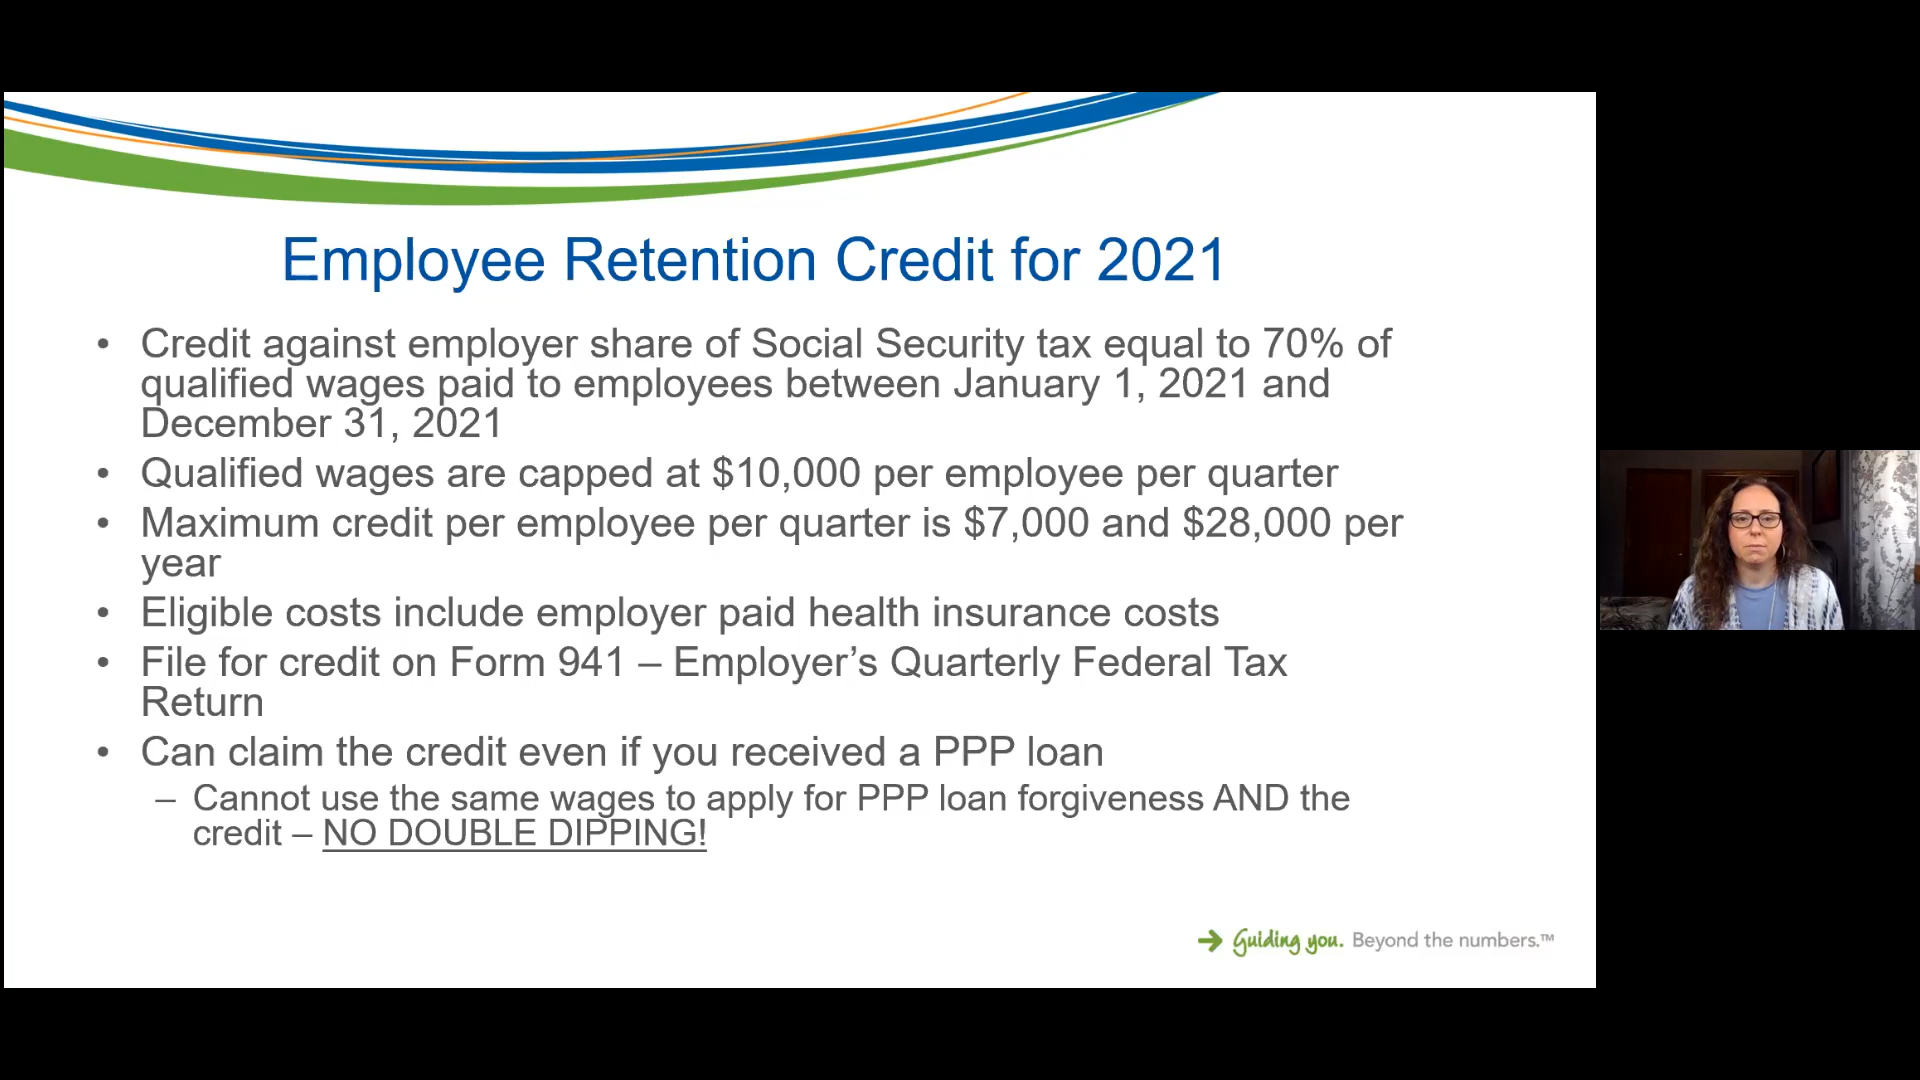 Employee Retention Credit for 2021
• Credit against employer share of Social Security tax equal to 70% of
qualified wages paid to employees between January 1, 2021 and
December 31, 2021
• Qualified wages are capped at $10,000 per employee per quarter
• Maximum credit per employee per quarter is $7,000 and $28,000 per
year
• Eligible costs include employer paid health insurance costs
• File for credit on Form 941 – Employer’s Quarterly Federal Tax
Return
• Can claim the credit even if you received a PPP loan
– Cannot use the same wages to apply for PPP loan forgiveness AND the
credit – NO DOUBLE DIPPING!
Guiding you. Beyond the numbers.™